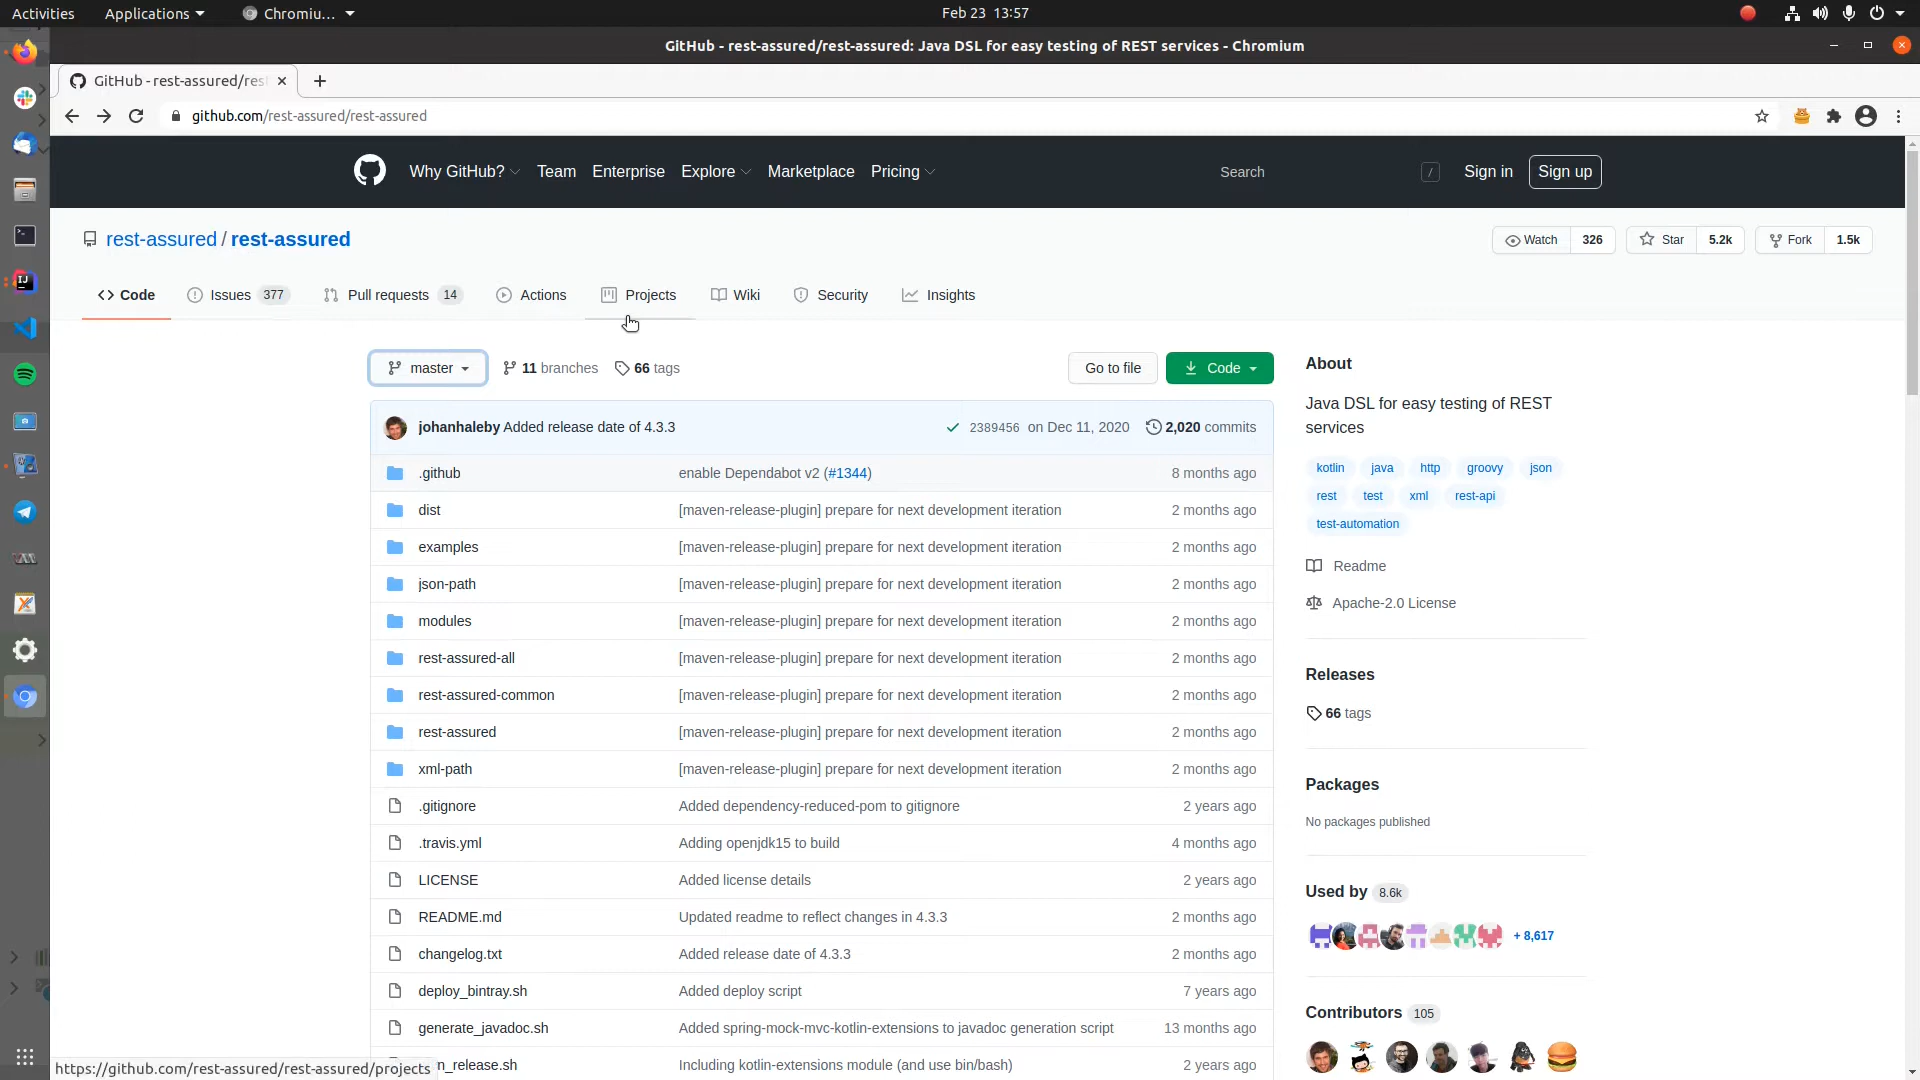 Activities
Applications
Chromiu…
Feb 23 13:57
GitHub - rest-assured/rest-assured: Java DSL for easy testing of REST services - Chromium
GitHub - rest-assured/res
github.com/rest-assured/rest-assured
Why GitHub?
Team
Enterprise
Explore
Marketplace
Pricing
Search
/
Sign in
Sign up
rest-assured / rest-assured
Watch 326
Star 5.2k
Fork 1.5k
Code
Issues 377
Pull requests 14
Actions
Projects
Wiki
Security
Insights
master
11 branches
66 tags
Go to file
Code
johanhaleby Added release date of 4.3.3
2389456 on Dec 11, 2020
2,020 commits
.github enable Dependabot v2 (#1344) 8 months ago
dist [maven-release-plugin] prepare for next development iteration 2 months ago
examples [maven-release-plugin] prepare for next development iteration 2 months ago
json-path [maven-release-plugin] prepare for next development iteration 2 months ago
modules [maven-release-plugin] prepare for next development iteration 2 months ago
rest-assured-all [maven-release-plugin] prepare for next development iteration 2 months ago
rest-assured-common [maven-release-plugin] prepare for next development iteration 2 months ago
rest-assured [maven-release-plugin] prepare for next development iteration 2 months ago
xml-path [maven-release-plugin] prepare for next development iteration 2 months ago
.gitignore Added dependency-reduced-pom to gitignore 2 years ago
.travis.yml Adding openjdk15 to build 4 months ago
LICENSE Added license details 2 years ago
README.md Updated readme to reflect changes in 4.3.3 2 months ago
changelog.txt Added release date of 4.3.3 2 months ago
deploy_bintray.sh Added deploy script 7 years ago
generate_javadoc.sh Added spring-mock-mvc-kotlin-extensions to javadoc generation script 13 months ago
n_release.sh Including kotlin-extensions module (and use bin/bash) 2 years ago
About
Java DSL for easy testing of REST
services
kotlin java http groovy json
rest test xml rest-api
test-automation
Readme
Apache-2.0 License
Releases
66 tags
Packages
No packages published
Used by 8.6k
+ 8,617
Contributors 105
https://github.com/rest-assured/rest-assured/projects